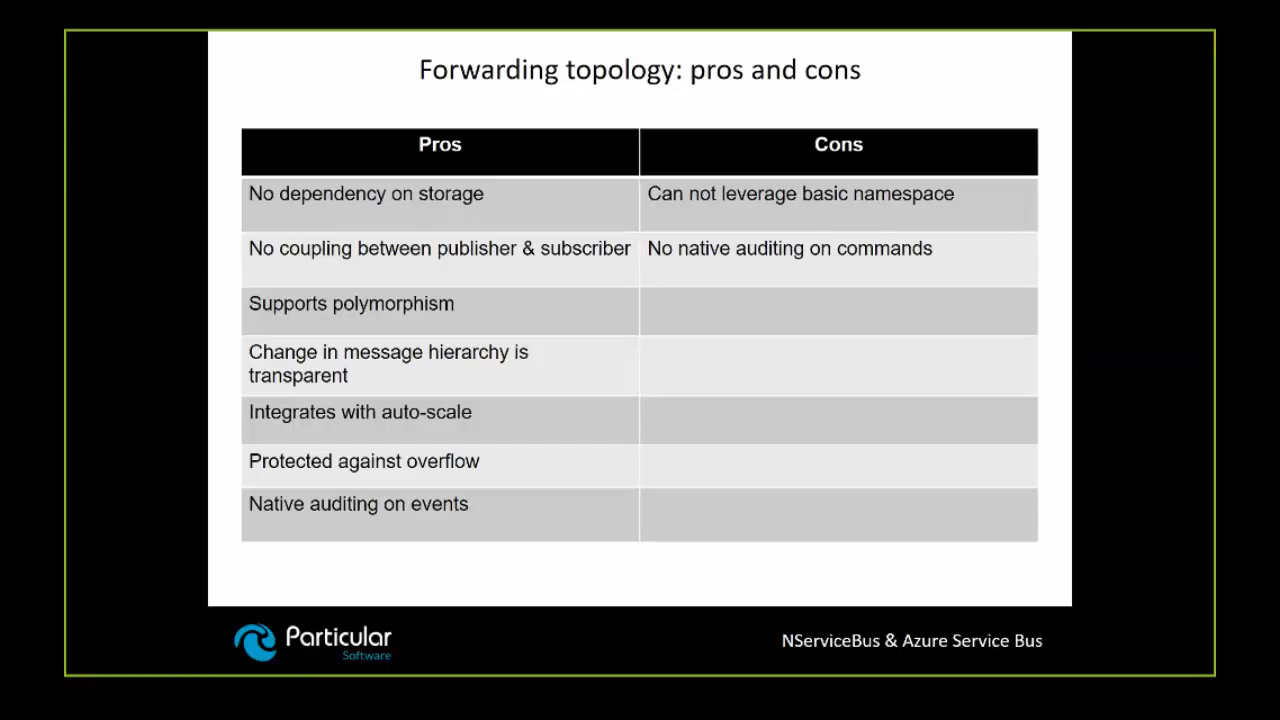 Forwarding topology: pros and cons
Pros
Cons
No dependency on storage
Can not leverage basic namespace
No coupling between publisher & subscriber
No native auditing on commands
Supports polymorphism
Change in message hierarchy is
transparent
Integrates with auto-scale
Protected against overflow
Native auditing on events
Particular
Software
NServiceBus & Azure Service Bus